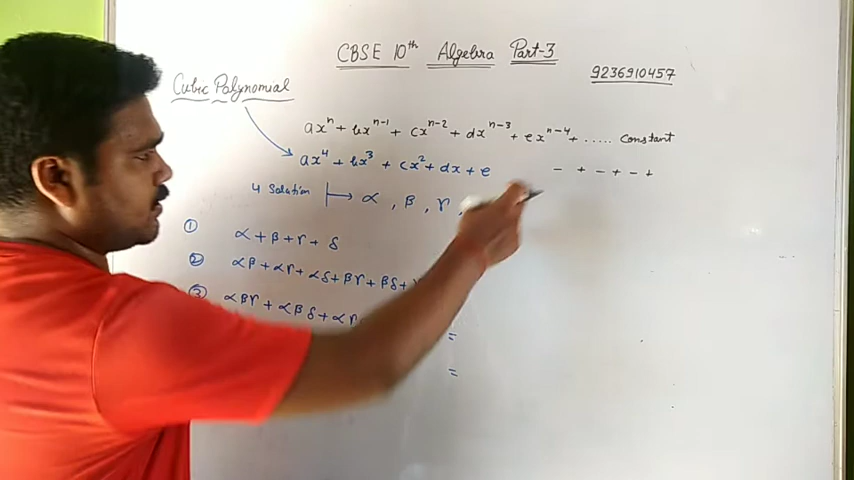 CBSE 10th Algebra Part-3
9236910457
Cubic Polynomial
ax^n + bx^n-1 + cx^n-2 + dx^n-3 + ex^n-4 + ..... Constant
ax^4 + bx^3 + cx^2 + dx + e - + - + - +
4 Solution α , β , γ ,
① α + β + γ + δ
② αβ + αγ + αδ + βγ + βδ +
③ αβγ + αβδ + αγ
=
=